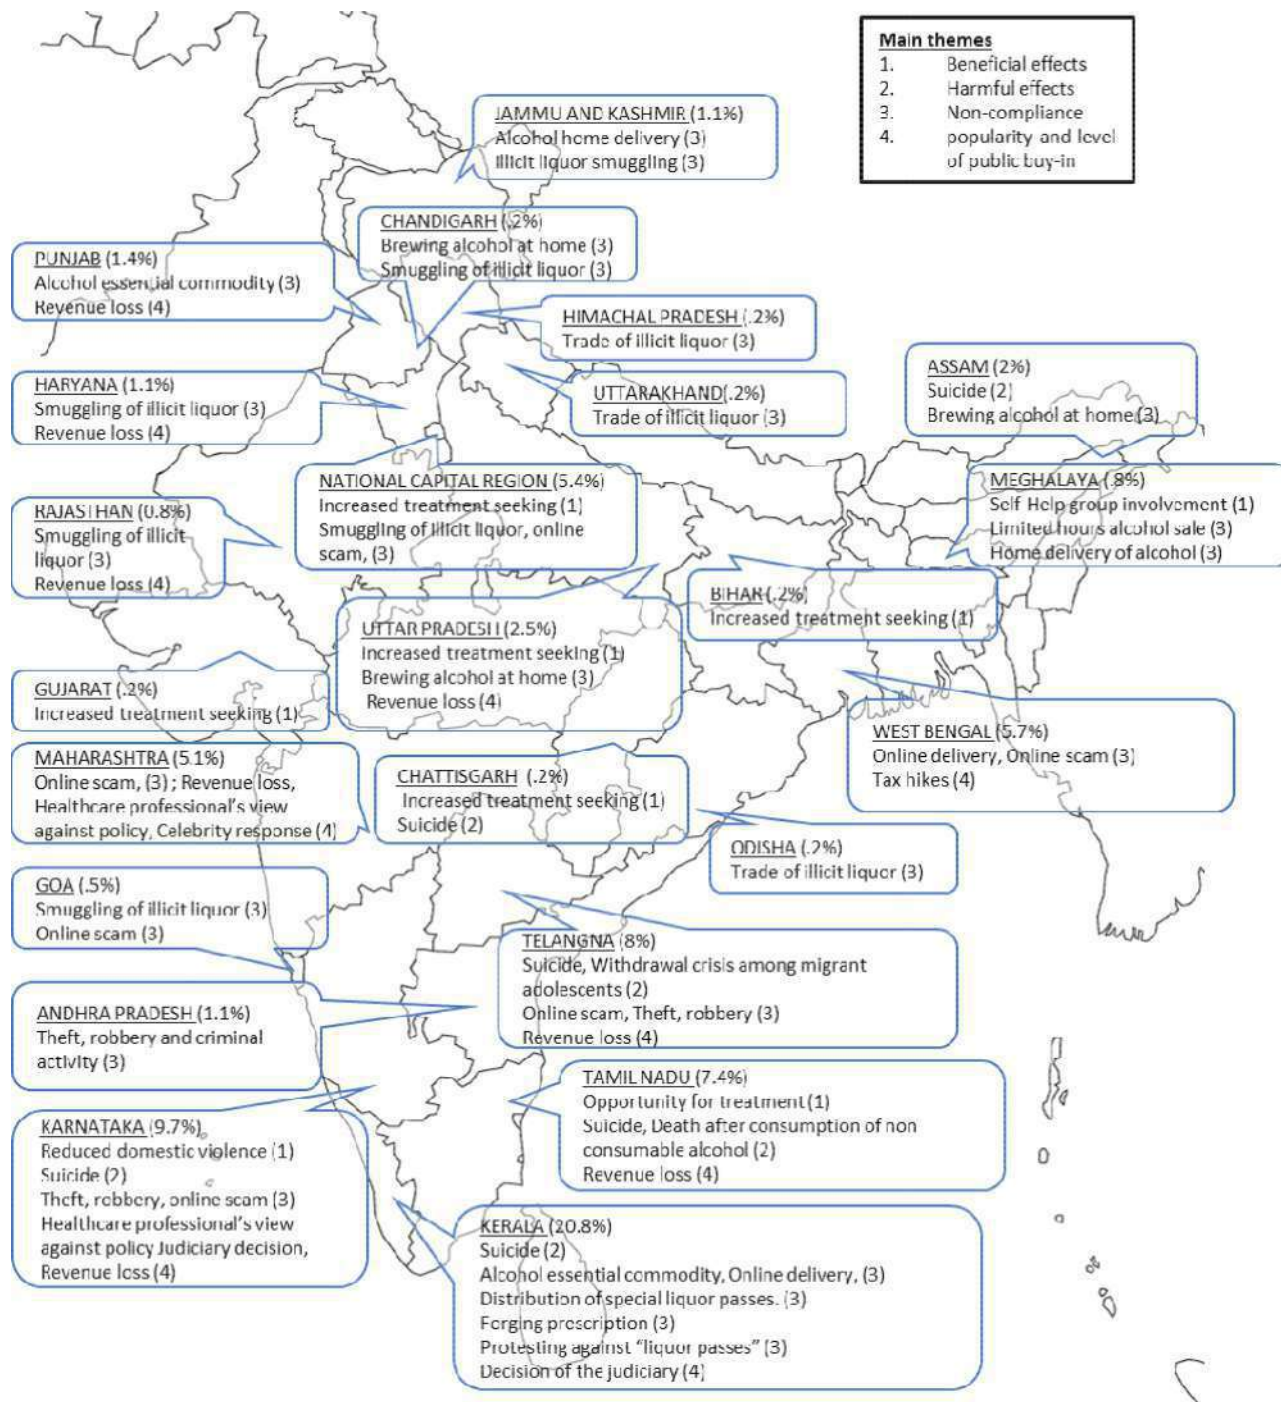 Main themes
1. Beneficial effects
2. Harmful effects
3. Non-compliance
4. popularity and level
of public buy-in
JAMMU AND KASHMIR (1.1%)
Alcohol home delivery (3)
Illicit liquor smuggling (3)
CHANDIGARH (.2%)
Brewing alcohol at home (3)
Smuggling of illicit liquor (3)
PUNJAB (1.4%)
Alcohol essential commodity (3)
Revenue loss (4)
HIMACHAL PRADESH (.2%)
Trade of illicit liquor (3)
HARYANA (1.1%)
Smuggling of illicit liquor (3)
Revenue loss (4)
UTTARAKHAND(.2%)
Trade of illicit liquor (3)
ASSAM (2%)
Suicide (2)
Brewing alcohol at home(3)
NATIONAL CAPITAL REGION (5.4%)
Increased treatment seeking (1)
Smuggling of illicit liquor, online
scam, (3)
MEGHALAYA (.8%)
Self Help group involvement (1)
Limited hours alcohol sale (3)
Home delivery of alcohol (3)
RAJASTHAN (0.8%)
Smuggling of illicit
liquor (3)
Revenue loss (4)
BIHAR (.2%)
Increased treatment seeking (1)
UTTAR PRADESH (2.5%)
Increased treatment seeking (1)
Brewing alcohol at home (3)
Revenue loss (4)
GUJARAT (.2%)
Increased treatment seeking (1)
WEST BENGAL (5.7%)
Online delivery, Online scam (3)
Tax hikes (4)
MAHARASHTRA (5.1%)
Online scam, (3) ; Revenue loss,
Healthcare professional's view
against policy, Celebrity response (4)
CHATTISGARH (.2%)
Increased treatment seeking (1)
Suicide (2)
ODISHA (.2%)
Trade of illicit liquor (3)
GOA (.5%)
Smuggling of illicit liquor (3)
Online scam (3)
TELANGNA (8%)
Suicide, Withdrawal crisis among migrant
adolescents (2)
Online scam, Theft, robbery (3)
Revenue loss (4)
ANDHRA PRADESH (1.1%)
Theft, robbery and criminal
activity (3)
TAMIL NADU (7.4%)
Opportunity for treatment (1)
Suicide, Death after consumption of non
consumable alcohol (2)
Revenue loss (4)
KARNATAKA (9.7%)
Reduced domestic violence (1)
Suicide (2)
Theft, robbery, online scam (3)
Healthcare professional's view
against policy Judiciary decision,
Revenue loss (4)
KERALA (20.8%)
Suicide (2)
Alcohol essential commodity, Online delivery, (3)
Distribution of special liquor passes. (3)
Forging prescription (3)
Protesting against "liquor passes" (3)
Decision of the judiciary (4)